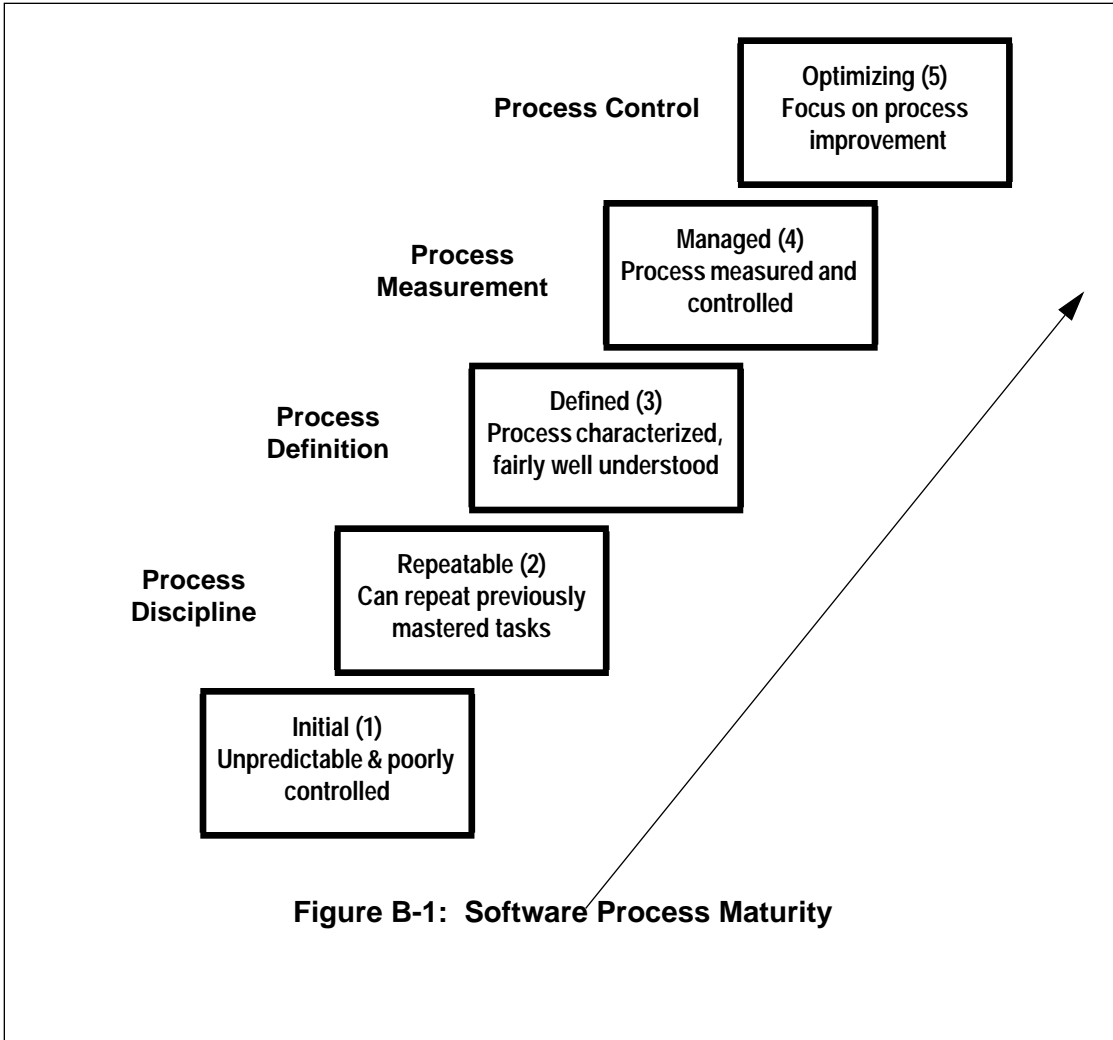 Optimizing (5)
Focus on process
improvement
Process Control
Managed (4)
Process measured and
controlled
Process
Measurement
Defined (3)
Process characterized,
fairly well understood
Process
Definition
Repeatable (2)
Can repeat previously
mastered tasks
Process
Discipline
Initial (1)
Unpredictable & poorly
controlled
Figure B-1: Software Process Maturity